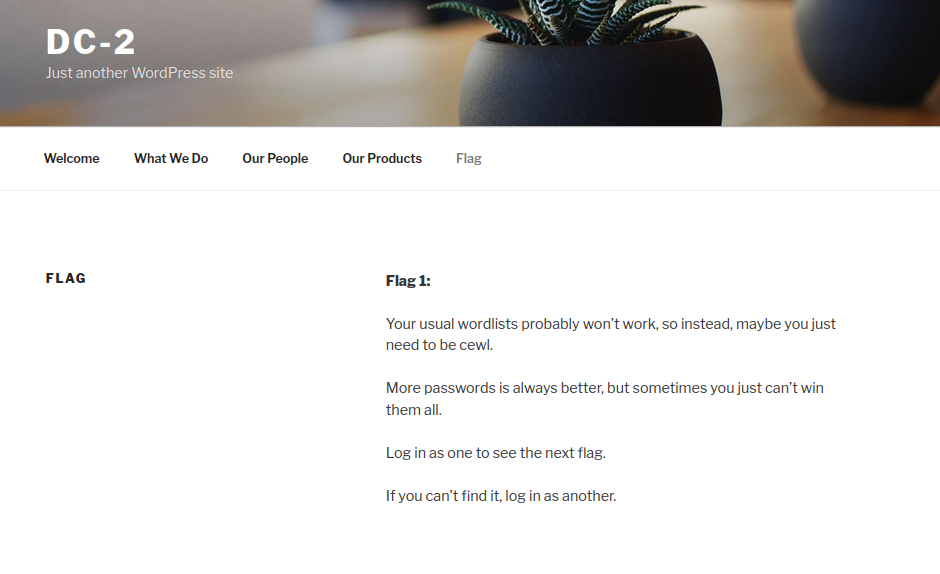 DC-2
Just another WordPress site
Welcome What We Do Our People Our Products Flag
FLAG
Flag 1:
Your usual wordlists probably won’t work, so instead, maybe you just
need to be cewl.
More passwords is always better, but sometimes you just can’t win
them all.
Log in as one to see the next flag.
If you can’t find it, log in as another.